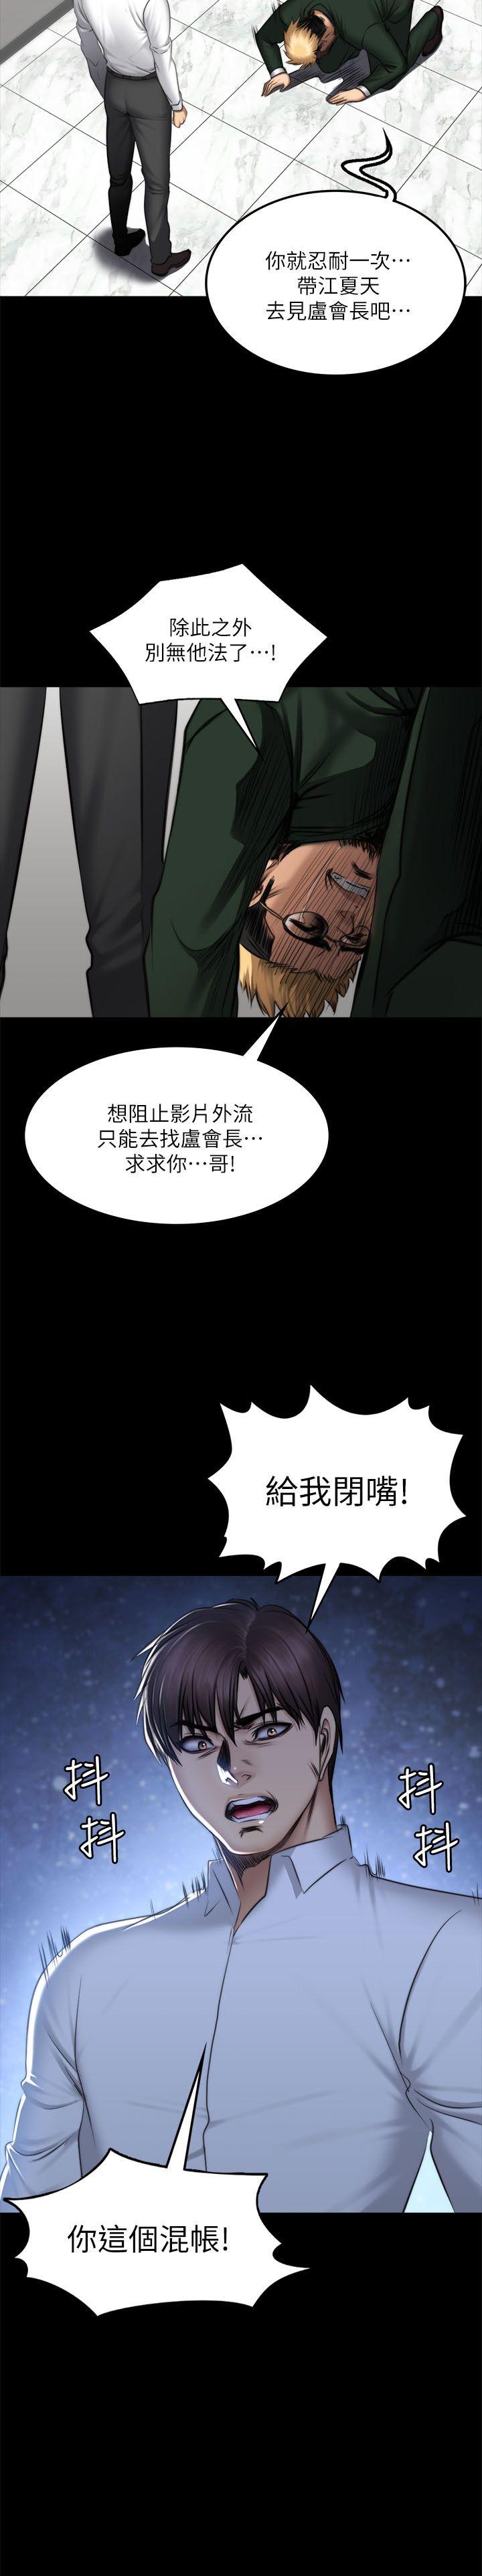 你就忍耐一次⋯
帶江夏天
去見盧會長吧⋯
除此之外
別無他法了⋯!
想阻止影片外流
只能去找盧會長⋯
求求你⋯哥!
給我閉嘴!
抖
抖
抖
抖
你這個混帳!